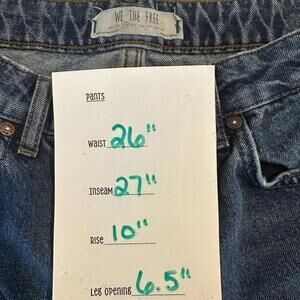 WE THE FREE
Pants
Waist 26"
Inseam 27"
Rise 10"
Leg Opening 6.5"